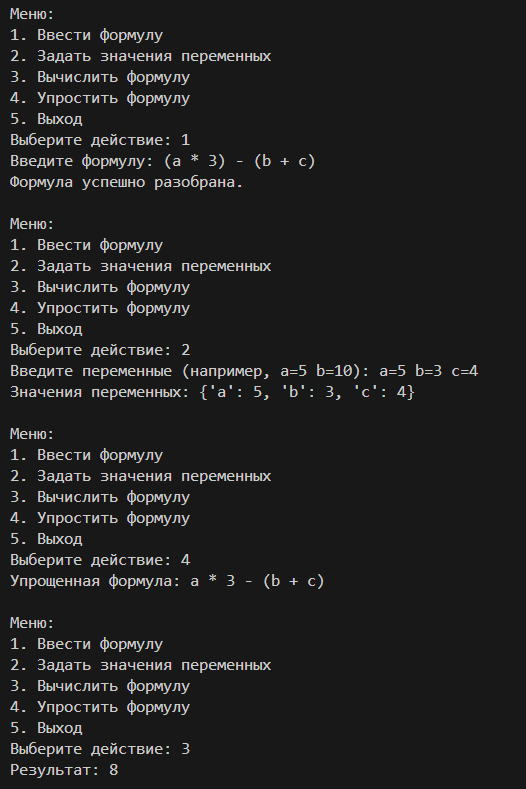 Меню:
1. Ввести формулу
2. Задать значения переменных
3. Вычислить формулу
4. Упростить формулу
5. Выход
Выберите действие: 1
Введите формулу: (a * 3) - (b + c)
Формула успешно разобрана.
Меню:
1. Ввести формулу
2. Задать значения переменных
3. Вычислить формулу
4. Упростить формулу
5. Выход
Выберите действие: 2
Введите переменные (например, a=5 b=10): a=5 b=3 c=4
Значения переменных: {'a': 5, 'b': 3, 'c': 4}
Меню:
1. Ввести формулу
2. Задать значения переменных
3. Вычислить формулу
4. Упростить формулу
5. Выход
Выберите действие: 4
Упрощенная формула: a * 3 - (b + c)
Меню:
1. Ввести формулу
2. Задать значения переменных
3. Вычислить формулу
4. Упростить формулу
5. Выход
Выберите действие: 3
Результат: 8